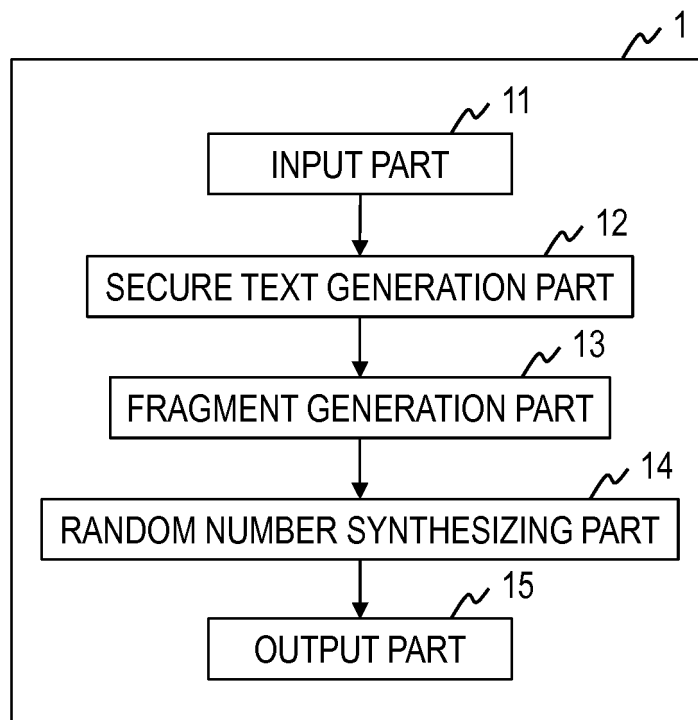 1
11
INPUT PART
12
SECURE TEXT GENERATION PART
13
FRAGMENT GENERATION PART
14
RANDOM NUMBER SYNTHESIZING PART
15
OUTPUT PART